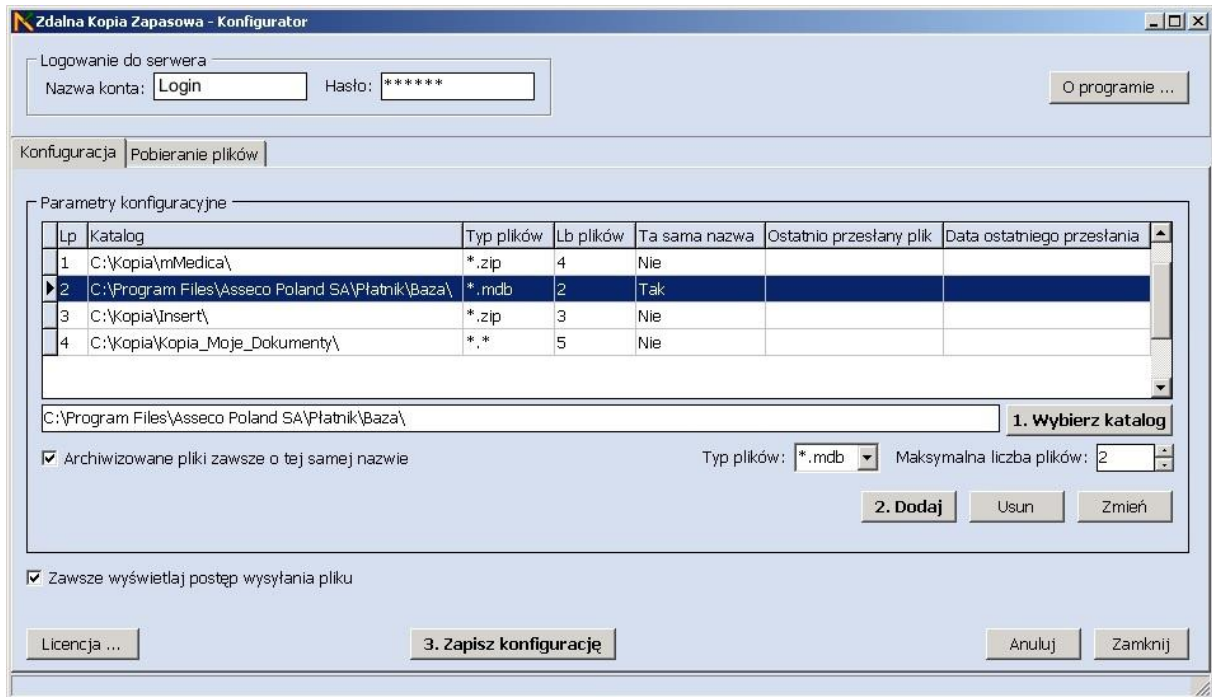 Zdalna Kopia Zapasowa - Konfigurator
Logowanie do serwera
Nazwa konta: Login Hasło: ******
O programie ...
Konfuguracja Pobieranie plików
Parametry konfiguracyjne
Lp Katalog Typ plików Lb plików Ta sama nazwa Ostatnio przesłany plik Data ostatniego przesłania
1 C:\Kopia\mMedica\ *.zip 4 Nie
2 C:\Program Files\Asseco Poland SA\Płatnik\Baza\ *.mdb 2 Tak
3 C:\Kopia\Insert\ *.zip 3 Nie
4 C:\Kopia\Kopia_Moje_Dokumenty\ *.* 5 Nie
C:\Program Files\Asseco Poland SA\Płatnik\Baza\ 1. Wybierz katalog
Archiwizowane pliki zawsze o tej samej nazwie Typ plików: *.mdb Maksymalna liczba plików: 2
2. Dodaj Usun Zmień
Zawsze wyświetlaj postęp wysyłania pliku
Licencja ... 3. Zapisz konfigurację Anuluj Zamknij